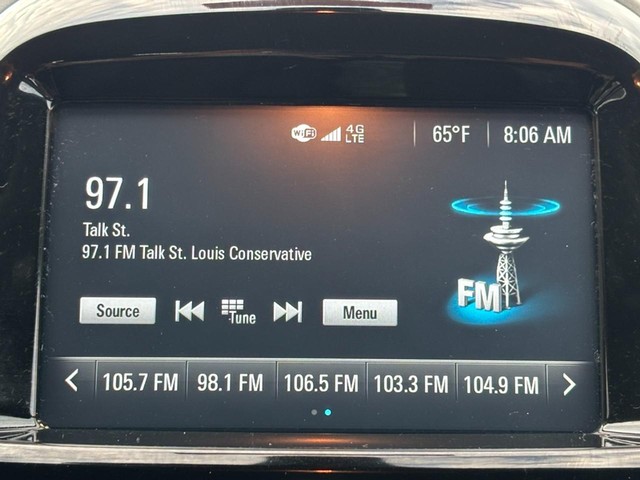 WiFi 4G LTE 65°F 8:06 AM
97.1
Talk St.
97.1 FM Talk St. Louis Conservative
FM
Source Tune Menu
105.7 FM 98.1 FM 106.5 FM 103.3 FM 104.9 FM